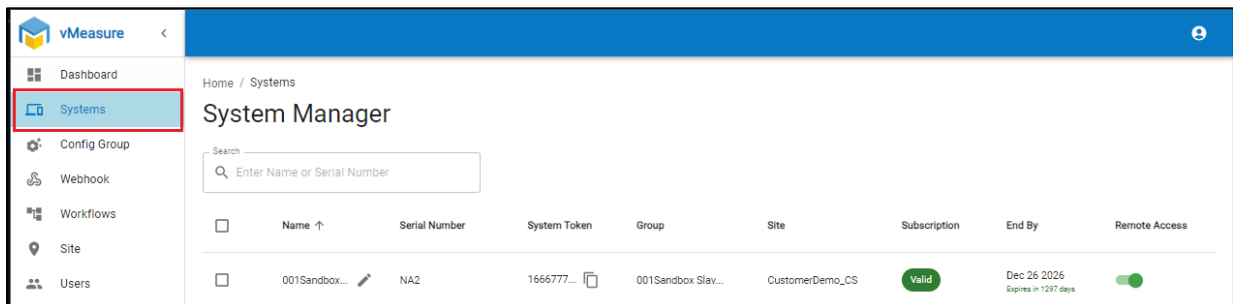 vMeasure <
Dashboard
Systems
Config Group
Webhook
Workflows
Site
Users
Home / Systems
System Manager
Search
Enter Name or Serial Number
Name ↑ Serial Number System Token Group Site Subscription End By Remote Access
001Sandbox... NA2 1666777... 001Sandbox Slav... CustomerDemo_CS Valid Dec 26 2026
Expires in 1297 days